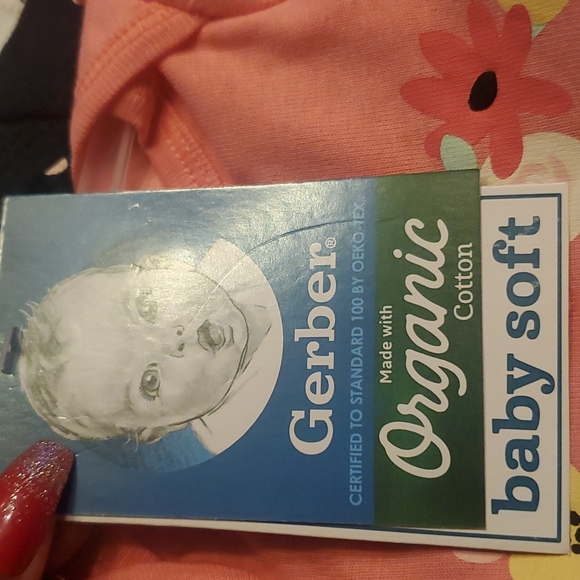 Gerber®
CERTIFIED TO STANDARD 100 BY OEKO-TEX
Made with
Organic
Cotton
baby soft